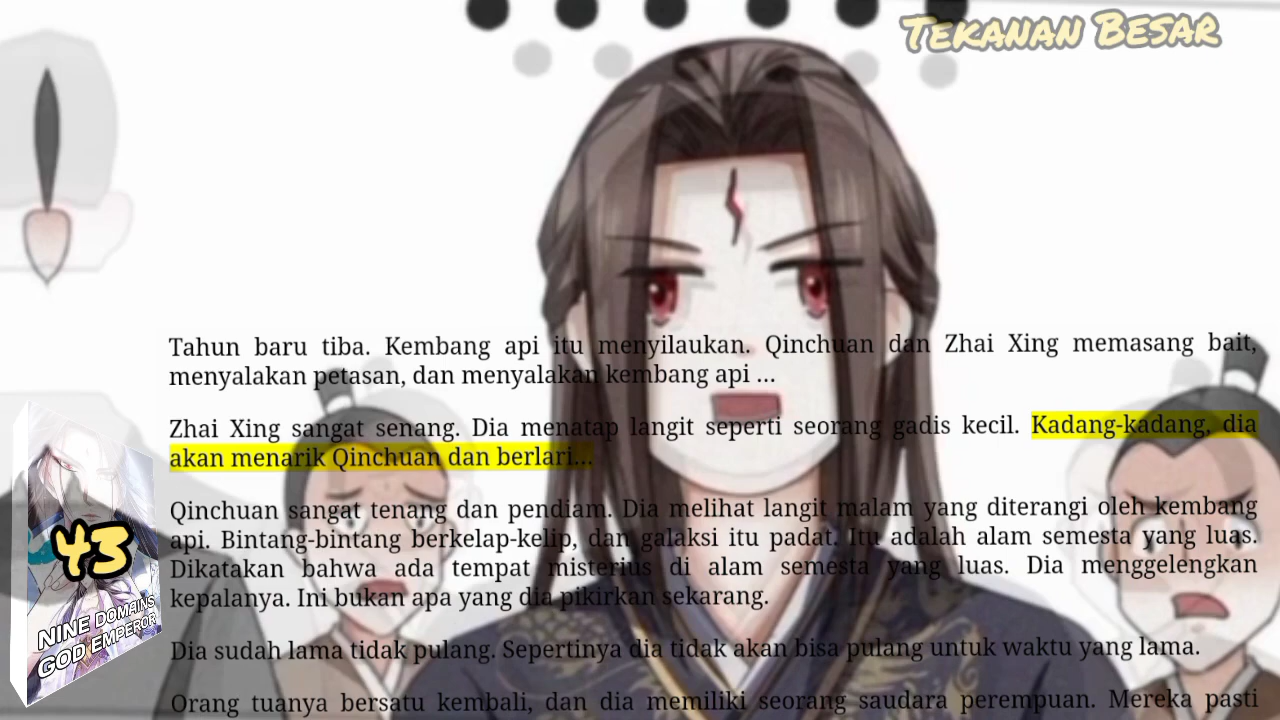 Tekanan Besar
Tahun baru tiba. Kembang api itu menyilaukan. Qinchuan dan Zhai Xing memasang bait,
menyalakan petasan, dan menyalakan kembang api ...
Zhai Xing sangat senang. Dia menatap langit seperti seorang gadis kecil. Kadang-kadang, dia
akan menarik Qinchuan dan berlari...
Qinchuan sangat tenang dan pendiam. Dia melihat langit malam yang diterangi oleh kembang
api. Bintang-bintang berkelap-kelip, dan galaksi itu padat. Itu adalah alam semesta yang luas.
Dikatakan bahwa ada tempat misterius di alam semesta yang luas. Dia menggelengkan
kepalanya. Ini bukan apa yang dia pikirkan sekarang.
Dia sudah lama tidak pulang. Sepertinya dia tidak akan bisa pulang untuk waktu yang lama.
Orang tuanya bersatu kembali, dan dia memiliki seorang saudara perempuan. Mereka pasti
43
NINE DOMAINS
GOD EMPEROR